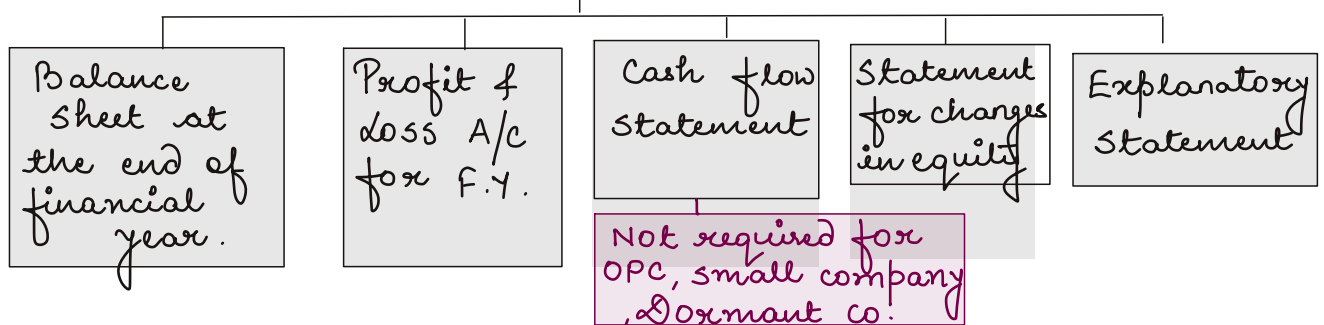 Balance
sheet at
the end of
financial
year.
Profit &
Loss A/c
for F.Y.
Cash flow
statement
Statement
for changes
in equity
Explanatory
Statement
Not required for
OPC, small company
, Dormant co.